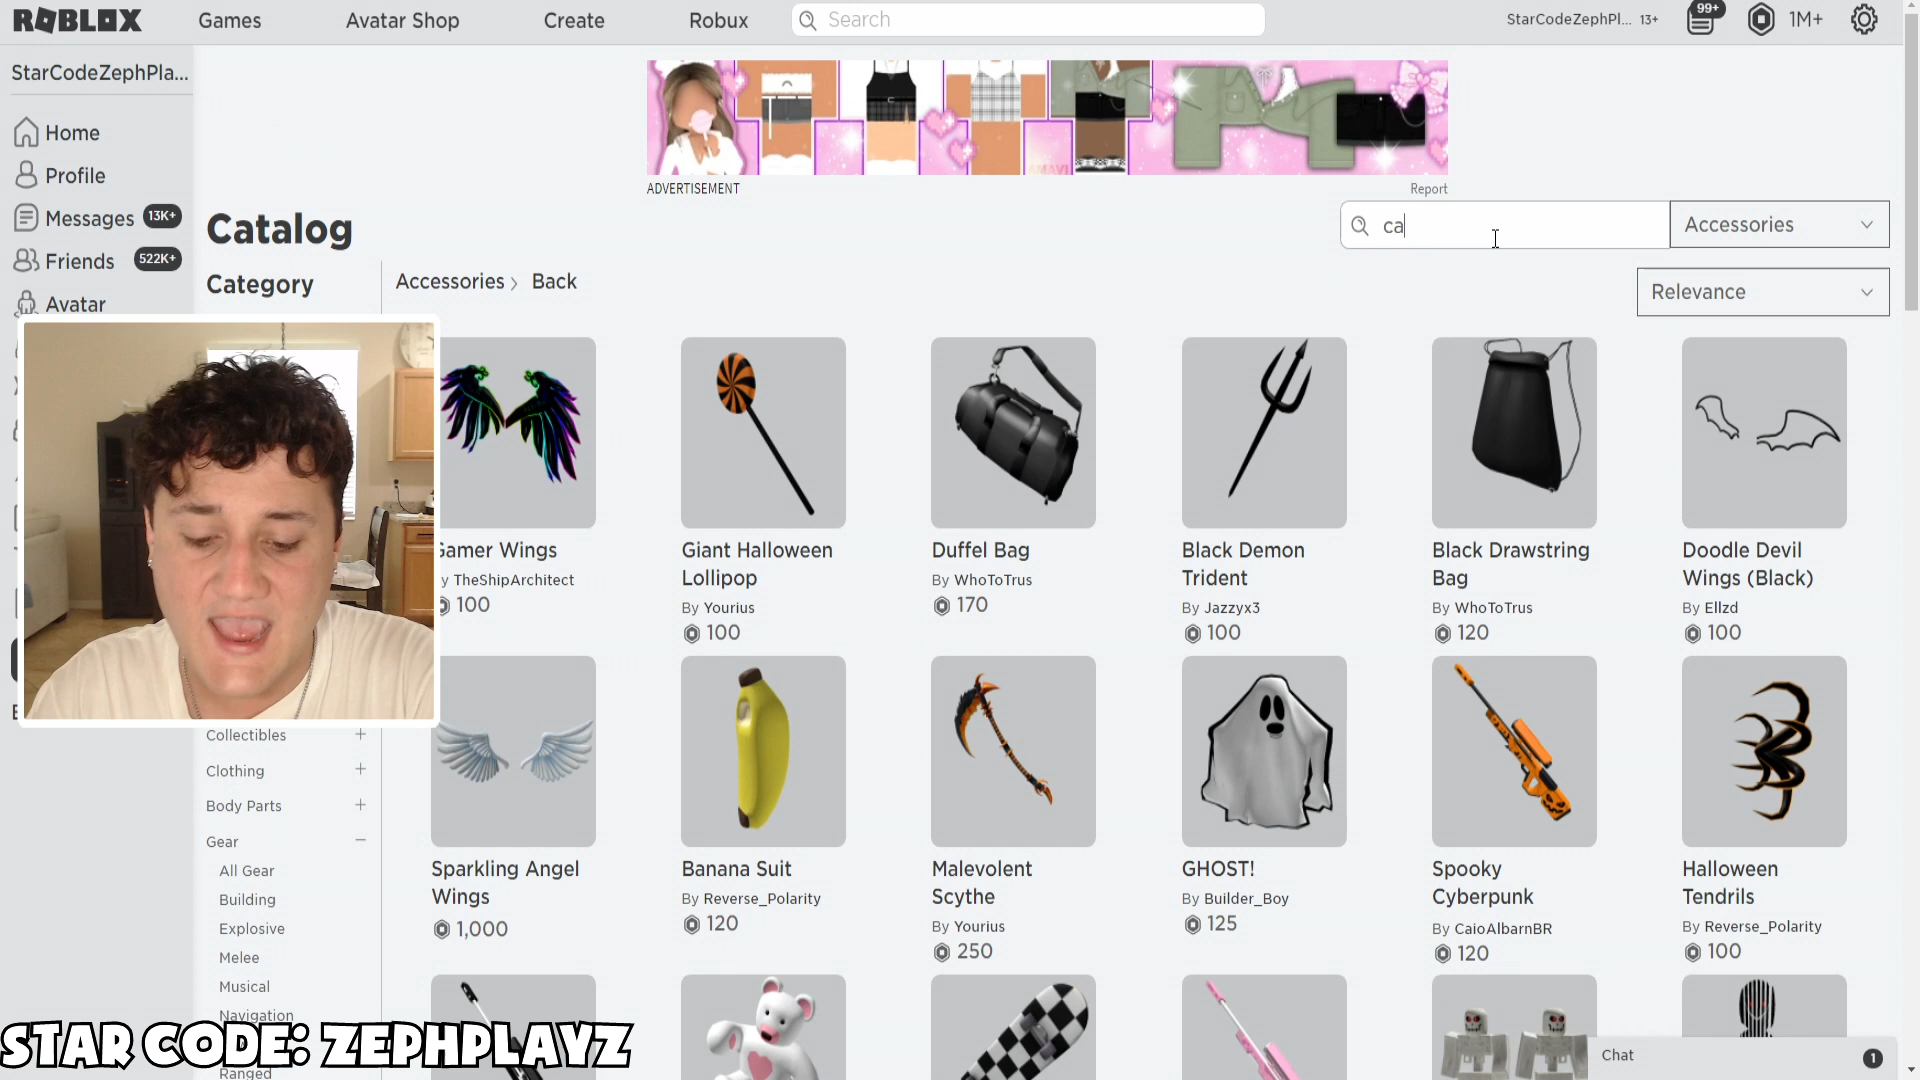 ROBLOX
Games
Avatar Shop
Create
Robux
Search
StarCodeZephPl... 13+
99+
1M+
StarCodeZephPla...
Home
Profile
Messages 13K+
Friends 522K+
Avatar
ADVERTISEMENT
Report
Catalog
ca
Accessories
Category
Accessories > Back
Relevance
Gamer Wings
TheShipArchitect
100
Giant Halloween
Lollipop
By Yourius
100
Duffel Bag
By WhoToTrus
170
Black Demon
Trident
By Jazzyx3
100
Black Drawstring
Bag
By WhoToTrus
120
Doodle Devil
Wings (Black)
By Ellzd
100
Collectibles +
Clothing +
Body Parts +
Gear −
All Gear
Building
Explosive
Melee
Musical
Navigation
Ranged
Sparkling Angel
Wings
1,000
Banana Suit
By Reverse_Polarity
120
Malevolent
Scythe
By Yourius
250
GHOST!
By Builder_Boy
125
Spooky
Cyberpunk
By CaioAlbarnBR
120
Halloween
Tendrils
By Reverse_Polarity
100
STAR CODE: ZEPHPLAYZ
Chat
1